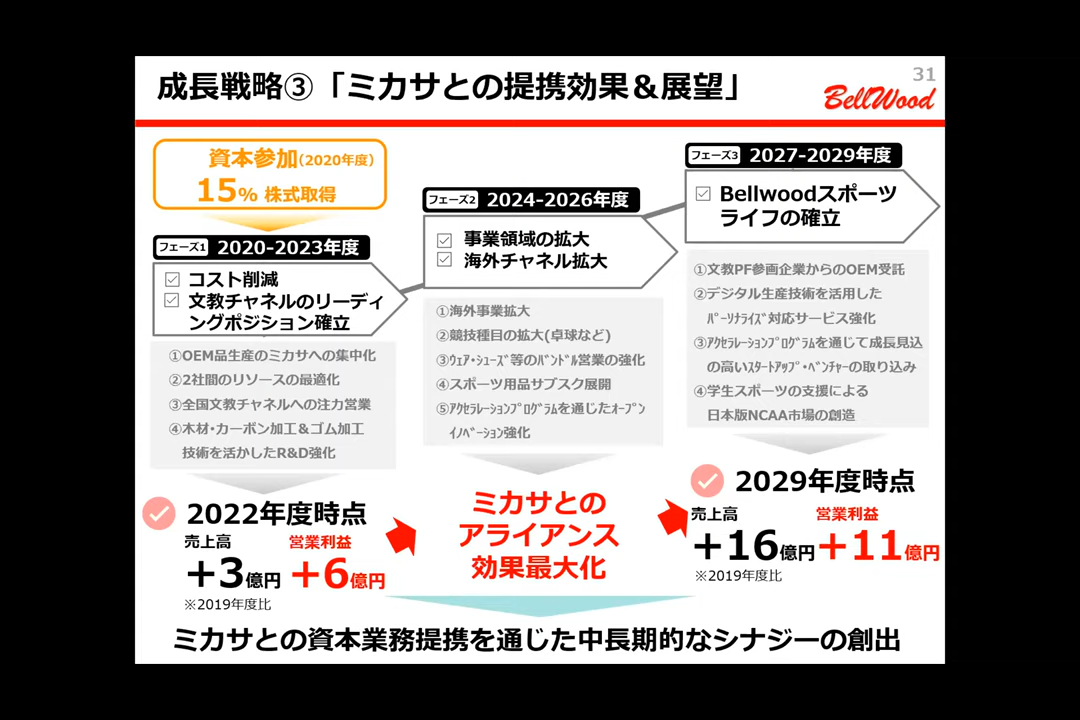 成長戦略③「ミカサとの提携効果＆展望」
31
BellWood
資本参加(2020年度)
15% 株式取得
フェーズ1 2020-2023年度
☑ コスト削減
☑ 文教チャネルのリーディ
ングポジション確立
①OEM品生産のミカサへの集中化
②2社間のリソースの最適化
③全国文教チャネルへの注力営業
④木材・カーボン加工＆ゴム加工
技術を活かしたR&D強化
2022年度時点
売上高 営業利益
＋3億円 ＋6億円
※2019年度比
フェーズ2 2024-2026年度
☑ 事業領域の拡大
☑ 海外チャネル拡大
①海外事業拡大
②競技種目の拡大(卓球など)
③ｳｪｱ・ｼｭｰｽﾞ等のﾊﾞﾝﾄﾞﾙ営業の強化
④スポーツ用品サブスク展開
⑤ｱｸｾﾗﾚｰｼｮﾝﾌﾟﾛｸﾞﾗﾑを通じたｵｰﾌﾟﾝ
ｲﾉﾍﾞｰｼｮﾝ強化
ミカサとの
アライアンス
効果最大化
フェーズ3 2027-2029年度
☑ Bellwoodスポーツ
ライフの確立
①文教PF参画企業からのOEM受託
②デジタル生産技術を活用した
ﾊﾟｰｿﾅﾗｲｽﾞ対応サービス強化
③ｱｸｾﾗﾚｰｼｮﾝﾌﾟﾛｸﾞﾗﾑを通じて成長見込
の高いｽﾀｰﾄｱｯﾌﾟ・ﾍﾞﾝﾁｬｰの取り込み
④学生スポーツの支援による
日本版NCAA市場の創造
2029年度時点
売上高 営業利益
＋16億円 ＋11億円
※2019年度比
ミカサとの資本業務提携を通じた中長期的なシナジーの創出